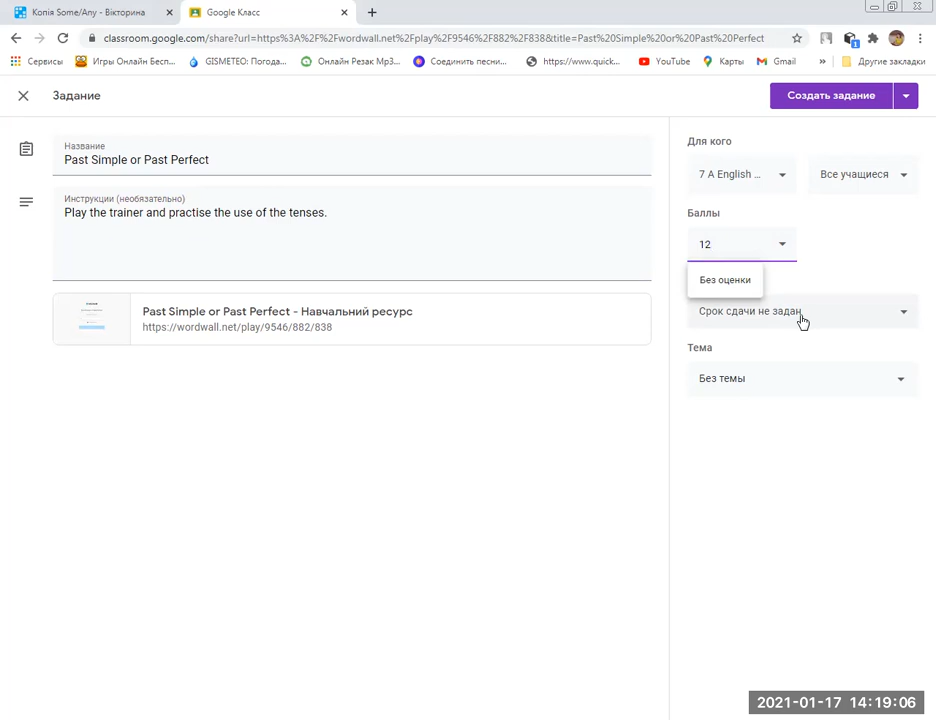 Копія Some/Any - Вікторина
Google Класс
classroom.google.com/share?url=https%3A%2F%2Fwordwall.net%2Fplay%2F9546%2F882%2F838&title=Past%20Simple%20or%20Past%20Perfect
Сервисы
Игры Онлайн Бесп...
GISMETEO: Погода...
Онлайн Резак Mp3...
Соединить песни...
https://www.quick...
YouTube
Карты
Gmail
»
Другие закладки
Задание
Создать задание
Название
Past Simple or Past Perfect
Инструкции (необязательно)
Play the trainer and practise the use of the tenses.
Past Simple or Past Perfect - Навчальний ресурс
https://wordwall.net/play/9546/882/838
Для кого
7 A English ...
Все учащиеся
Баллы
12
Без оценки
Срок сдачи не задан
Тема
Без темы
2021-01-17 14:19:06